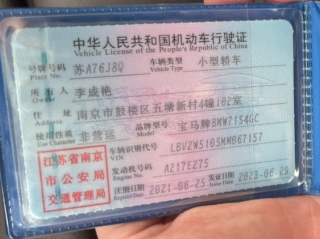 中华人民共和国机动车行驶证
Vehicle License of the People's Republic of China
号牌号码 苏A76J8Q 车辆类型 小型轿车
Plate No. Vehicle Type
所有人 李成艳
Owner
住址 南京市鼓楼区五塘新村4幢102室
Address
使用性质 非营运 品牌型号 宝马牌BMW7154GC
Use Character Model
车辆识别代号 LBV2W5105KM067157
VIN
发动机号码 A217E275
Engine No.
注册日期 2021-06-25 发证日期 2023-06-29
Register Date Issue Date
江苏省南京
市公安局
交通管理局